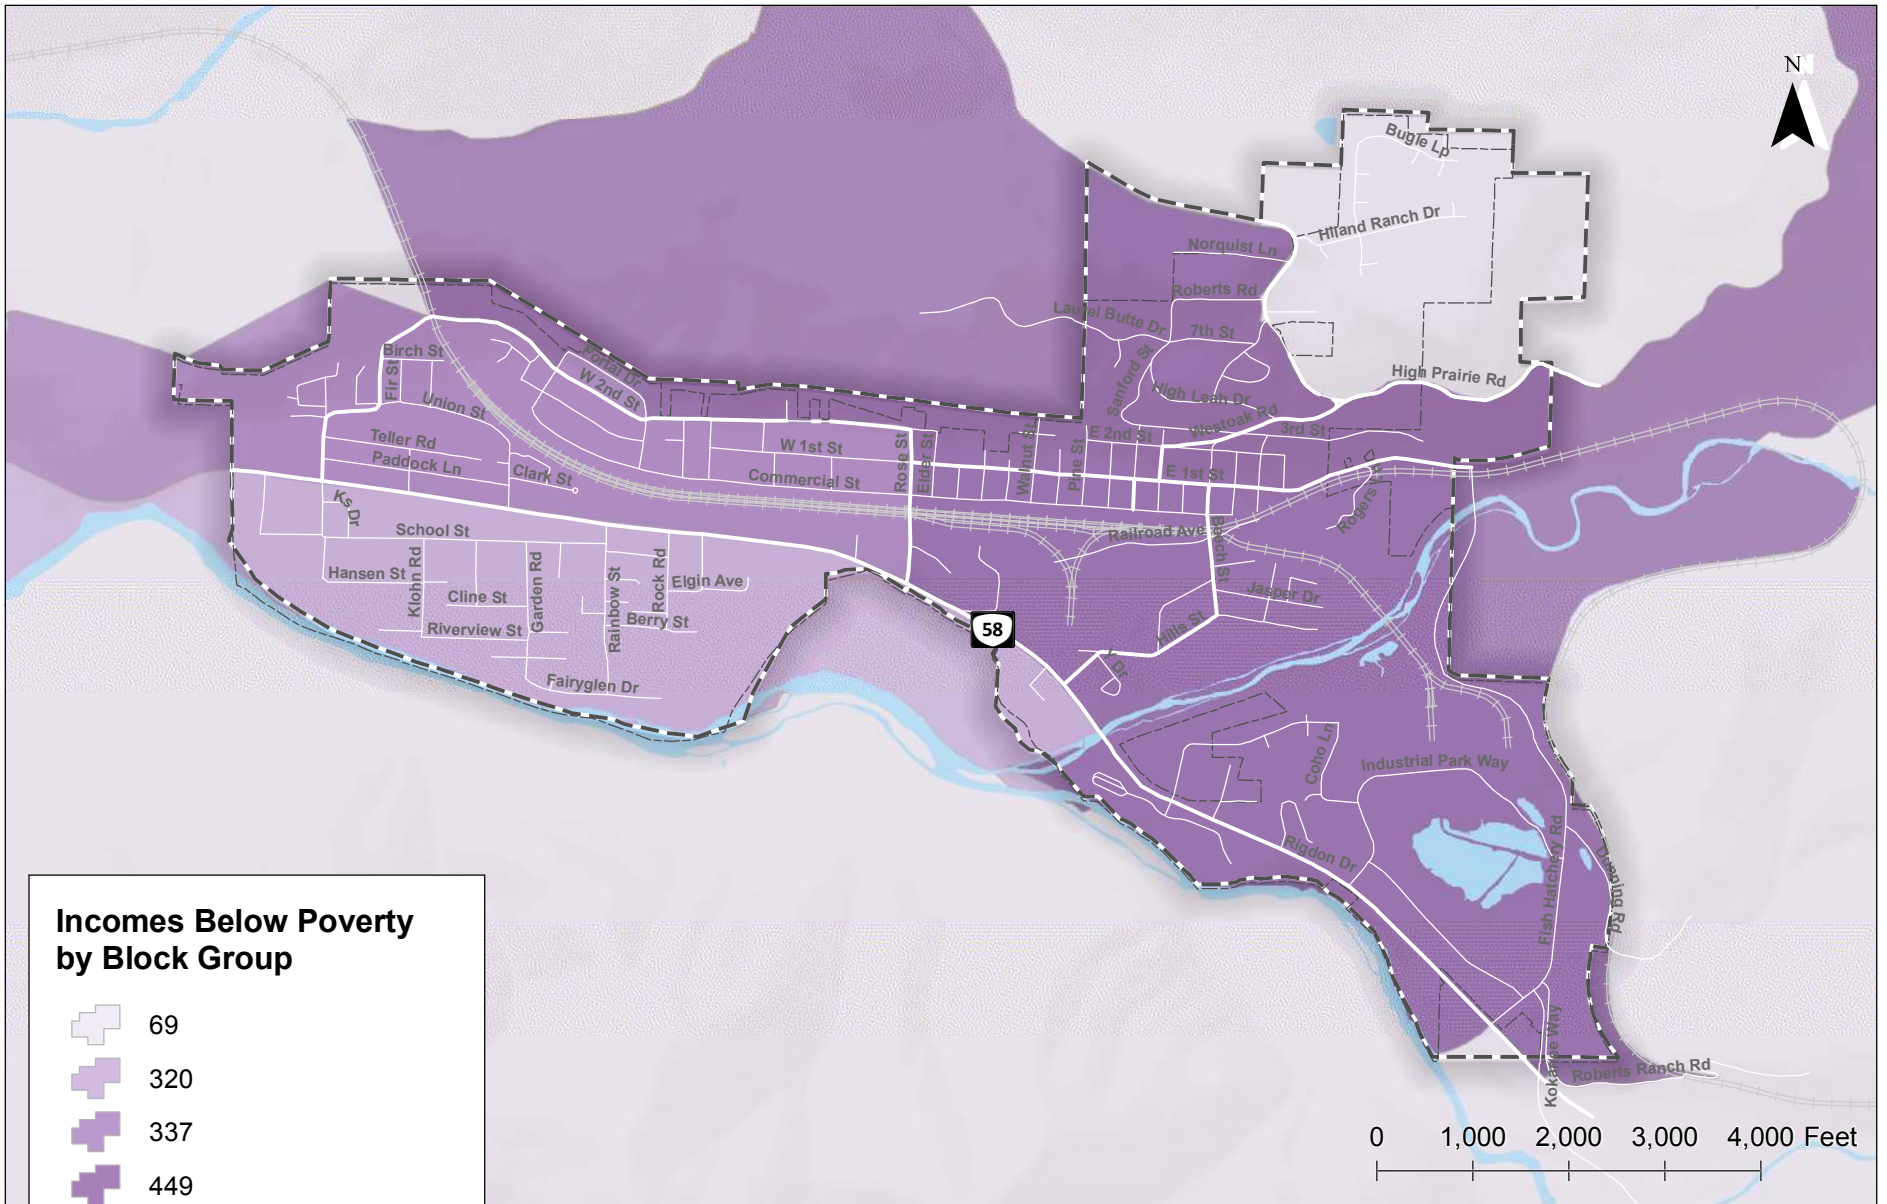 N
Bugle Lp
Hiland Ranch Dr
Norquist Ln
Roberts Rd
Laurel Butte Dr
7th St
Sanford St
High Leah Dr
High Prairie Rd
Westoak Rd
3rd St
Birch St
Fir St
Portal Dr
W 2nd St
Union St
Teller Rd
Paddock Ln
Clark St
W 1st St
Commercial St
Rose St
Elder St
Walnut St
Pine St
E 2nd St
E 1st St
Rogers Ln
Ks Dr
School St
Railroad Ave
Beech St
Hansen St
Klohn Rd
Cline St
Garden Rd
Rainbow St
Rock Rd
Elgin Ave
Berry St
Riverview St
Fairyglen Dr
Jasper Dr
Hills St
58
Dr
Coho Ln
Industrial Park Way
Rigdon Dr
Fish Hatchery Rd
Dunning Rd
Kokanee Way
Roberts Ranch Rd
Incomes Below Poverty
by Block Group
69
320
337
449
0 1,000 2,000 3,000 4,000 Feet